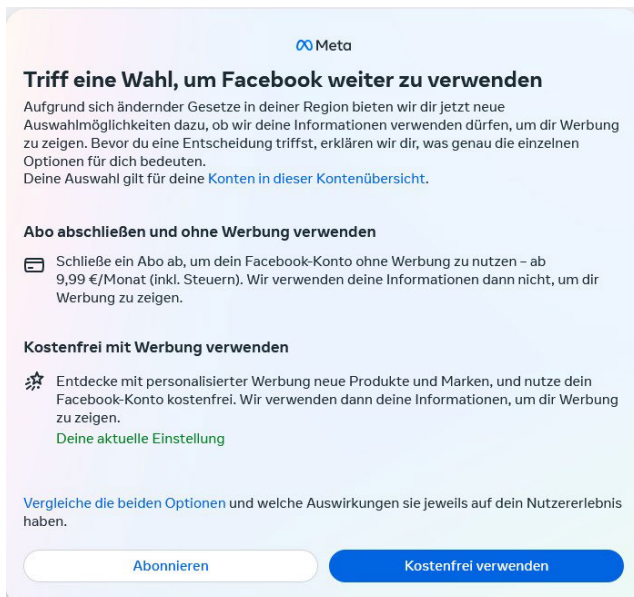 Meta
Triff eine Wahl, um Facebook weiter zu verwenden
Aufgrund sich ändernder Gesetze in deiner Region bieten wir dir jetzt neue
Auswahlmöglichkeiten dazu, ob wir deine Informationen verwenden dürfen, um dir Werbung
zu zeigen. Bevor du eine Entscheidung triffst, erklären wir dir, was genau die einzelnen
Optionen für dich bedeuten.
Deine Auswahl gilt für deine Konten in dieser Kontenübersicht.
Abo abschließen und ohne Werbung verwenden
Schließe ein Abo ab, um dein Facebook-Konto ohne Werbung zu nutzen – ab
9,99 €/Monat (inkl. Steuern). Wir verwenden deine Informationen dann nicht, um dir
Werbung zu zeigen.
Kostenfrei mit Werbung verwenden
Entdecke mit personalisierter Werbung neue Produkte und Marken, und nutze dein
Facebook-Konto kostenfrei. Wir verwenden dann deine Informationen, um dir Werbung
zu zeigen.
Deine aktuelle Einstellung
Vergleiche die beiden Optionen und welche Auswirkungen sie jeweils auf dein Nutzererlebnis
haben.
Abonnieren
Kostenfrei verwenden